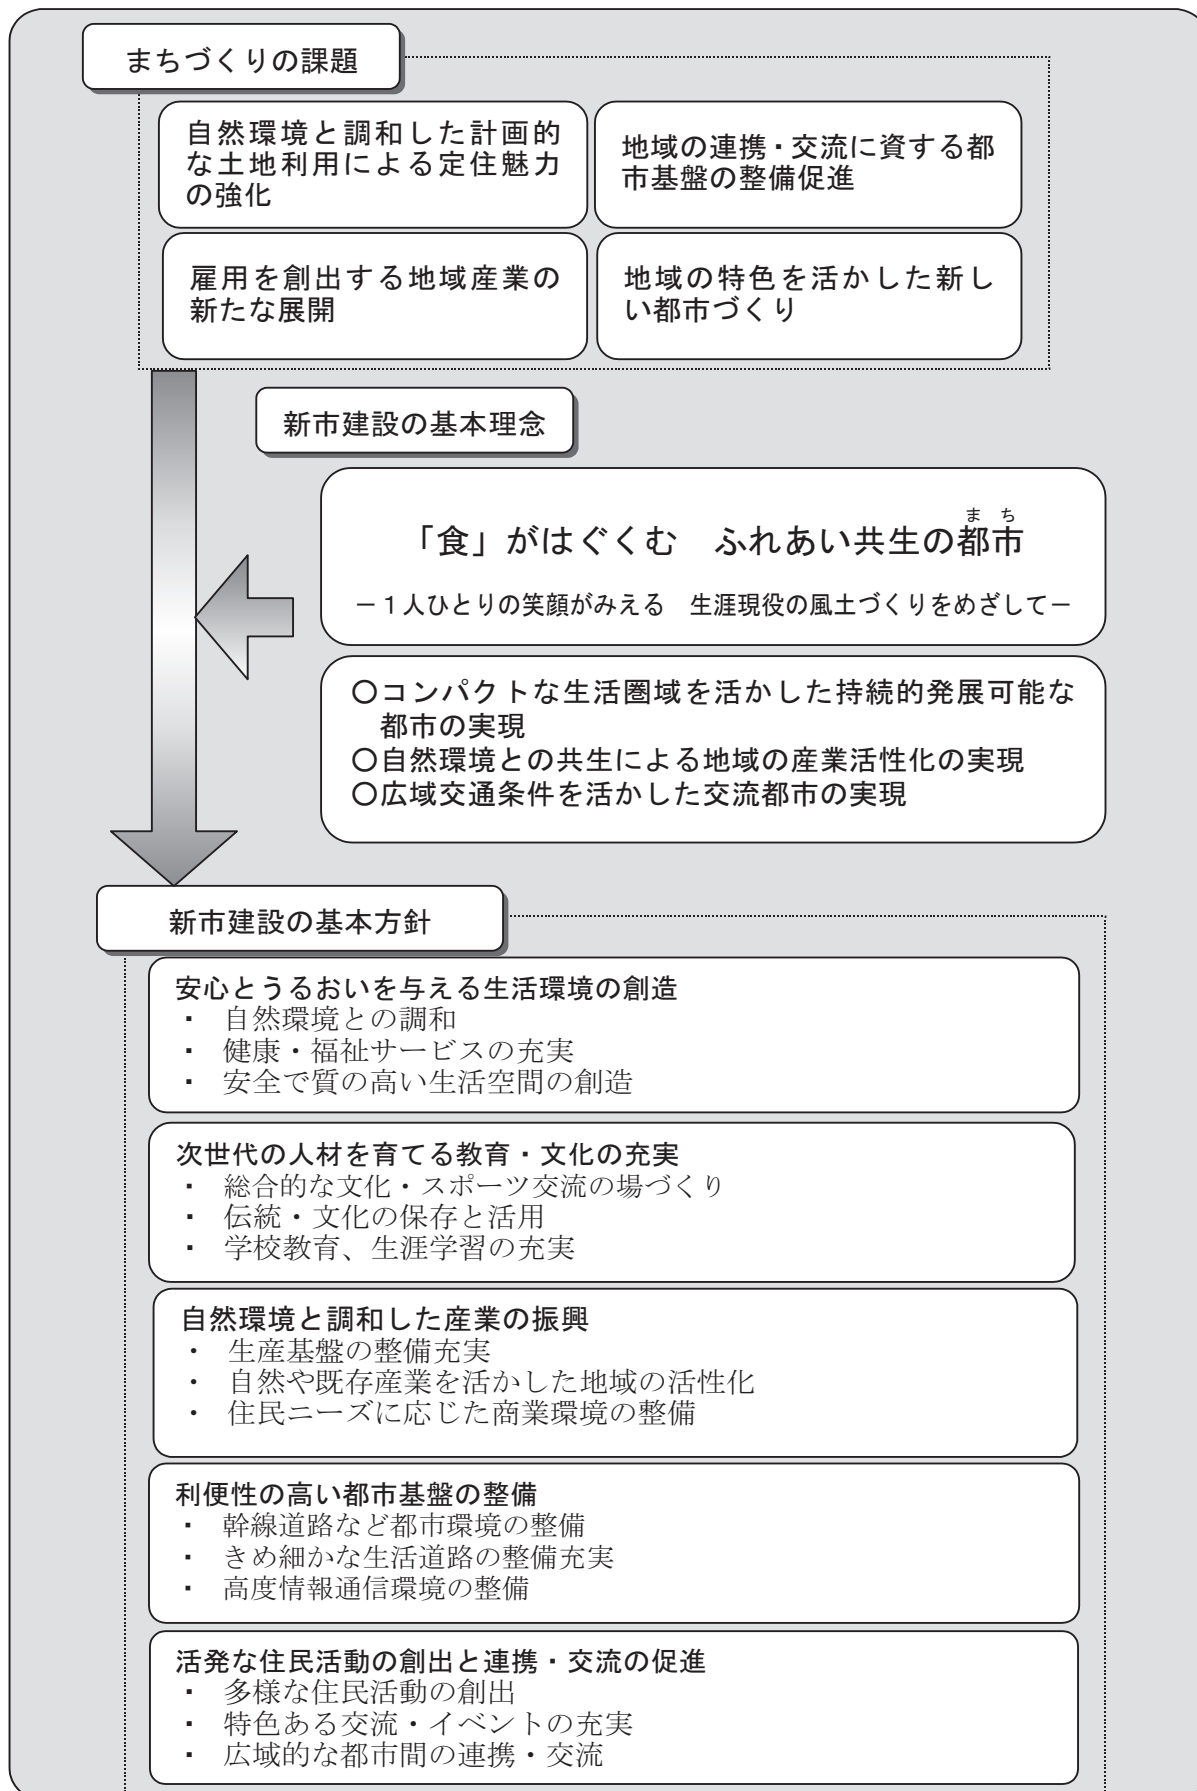 まちづくりの課題
自然環境と調和した計画的
な土地利用による定住魅力
の強化
地域の連携・交流に資する都
市基盤の整備促進
雇用を創出する地域産業の
新たな展開
地域の特色を活かした新し
い都市づくり
新市建設の基本理念
まち
「食」がはぐくむ　ふれあい共生の都市
－１人ひとりの笑顔がみえる　生涯現役の風土づくりをめざして－
○コンパクトな生活圏域を活かした持続的発展可能な
都市の実現
○自然環境との共生による地域の産業活性化の実現
○広域交通条件を活かした交流都市の実現
新市建設の基本方針
安心とうるおいを与える生活環境の創造
・ 自然環境との調和
・ 健康・福祉サービスの充実
・ 安全で質の高い生活空間の創造
次世代の人材を育てる教育・文化の充実
・ 総合的な文化・スポーツ交流の場づくり
・ 伝統・文化の保存と活用
・ 学校教育、生涯学習の充実
自然環境と調和した産業の振興
・ 生産基盤の整備充実
・ 自然や既存産業を活かした地域の活性化
・ 住民ニーズに応じた商業環境の整備
利便性の高い都市基盤の整備
・ 幹線道路など都市環境の整備
・ きめ細かな生活道路の整備充実
・ 高度情報通信環境の整備
活発な住民活動の創出と連携・交流の促進
・ 多様な住民活動の創出
・ 特色ある交流・イベントの充実
・ 広域的な都市間の連携・交流